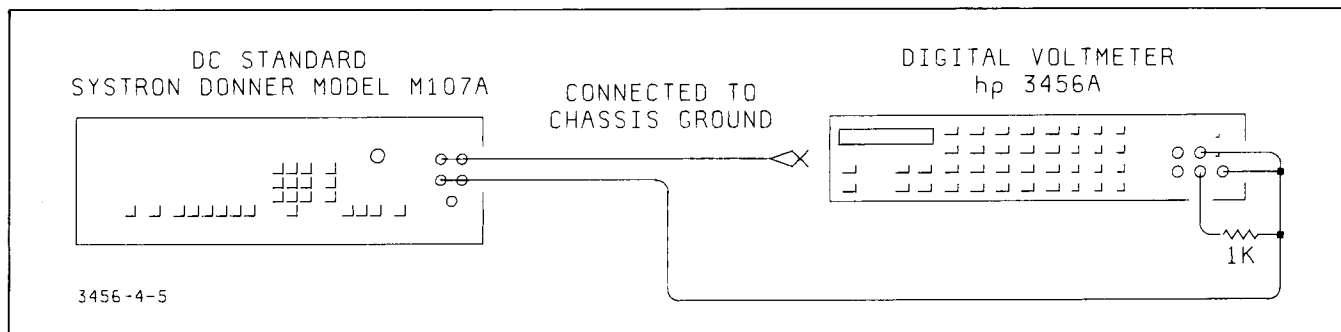 DC STANDARD
SYSTRON DONNER MODEL M107A
CONNECTED TO
CHASSIS GROUND
DIGITAL VOLTMETER
hp 3456A
1K
3456-4-5